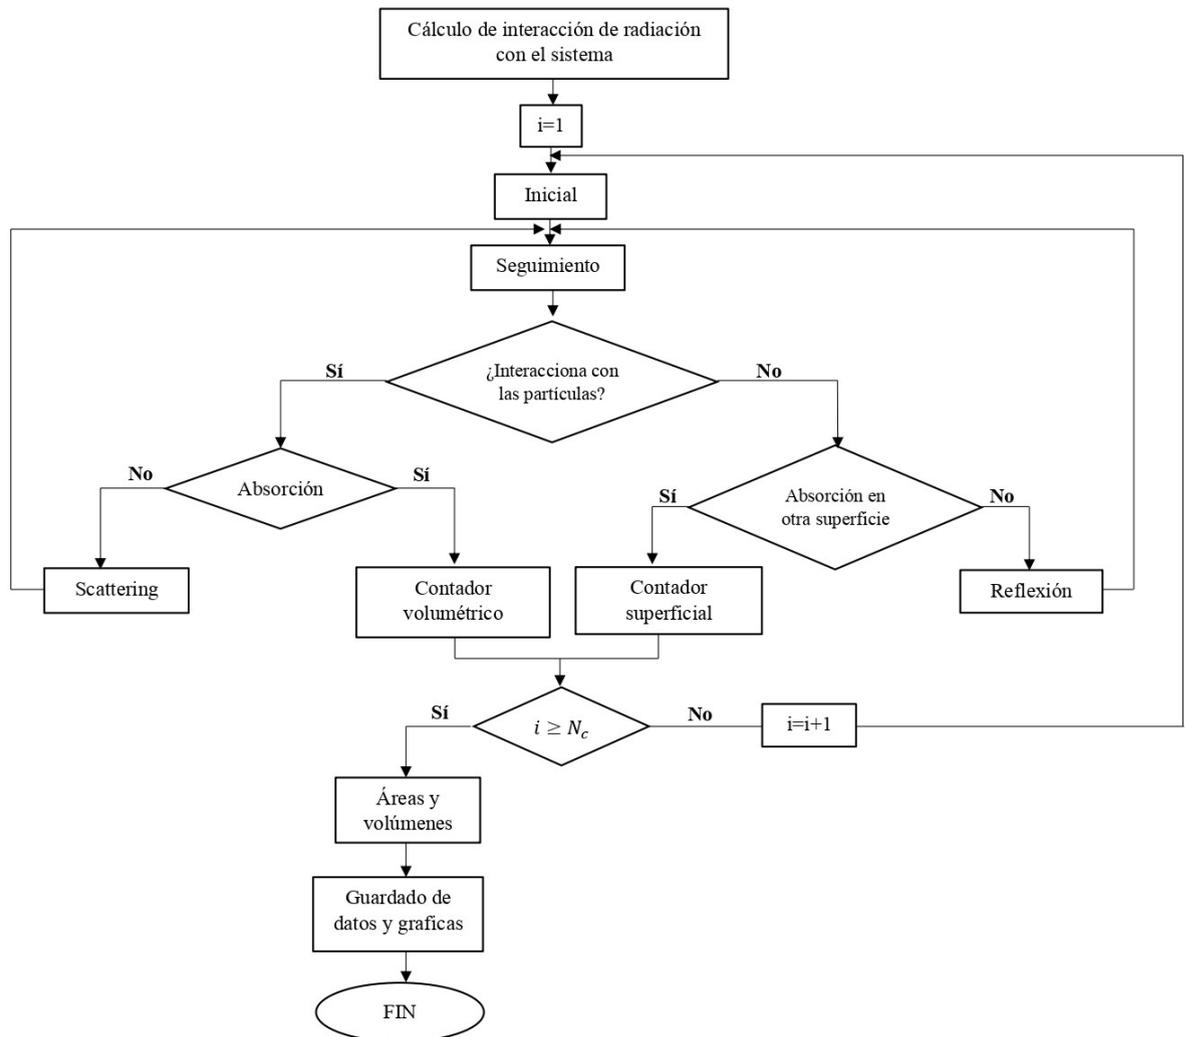 Cálculo de interacción de radiación
con el sistema
i=1
Inicial
Seguimiento
¿Interacciona con
las partículas?
Sí
No
Absorción
No
Sí
Absorción en
otra superficie
Sí
No
Scattering
Contador
volumétrico
Contador
superficial
Reflexión
i ≥ N_c
Sí
No
i=i+1
Áreas y
volúmenes
Guardado de
datos y graficas
FIN